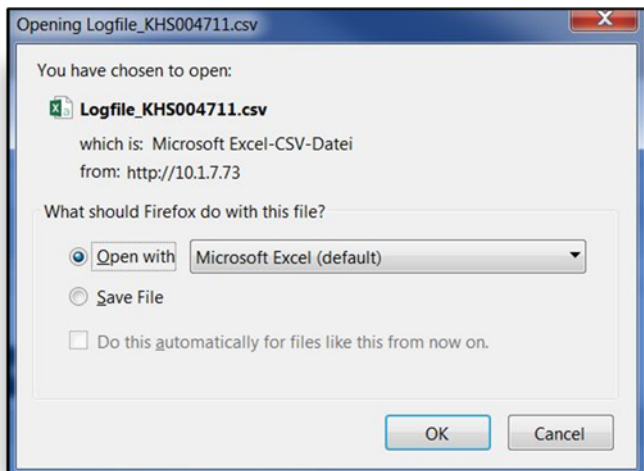 Opening Logfile_KHS004711.csv
You have chosen to open:
Logfile_KHS004711.csv
which is: Microsoft Excel-CSV-Datei
from: http://10.1.7.73
What should Firefox do with this file?
Open with Microsoft Excel (default)
Save File
Do this automatically for files like this from now on.
OK Cancel